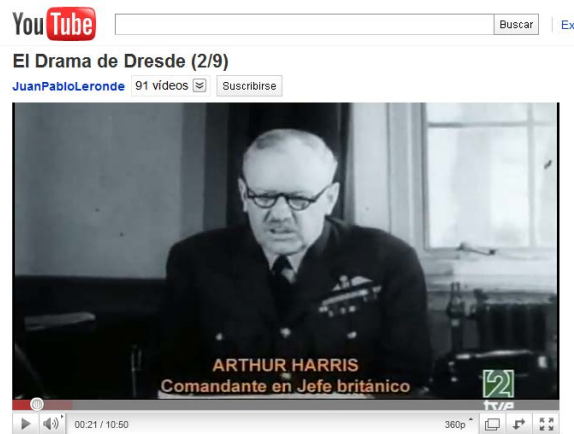 You Tube
Buscar
Ex
El Drama de Dresde (2/9)
JuanPabloLeronde 91 vídeos Suscribirse
ARTHUR HARRIS
Comandante en Jefe británico
2
tve
00:21 / 10:50 360p